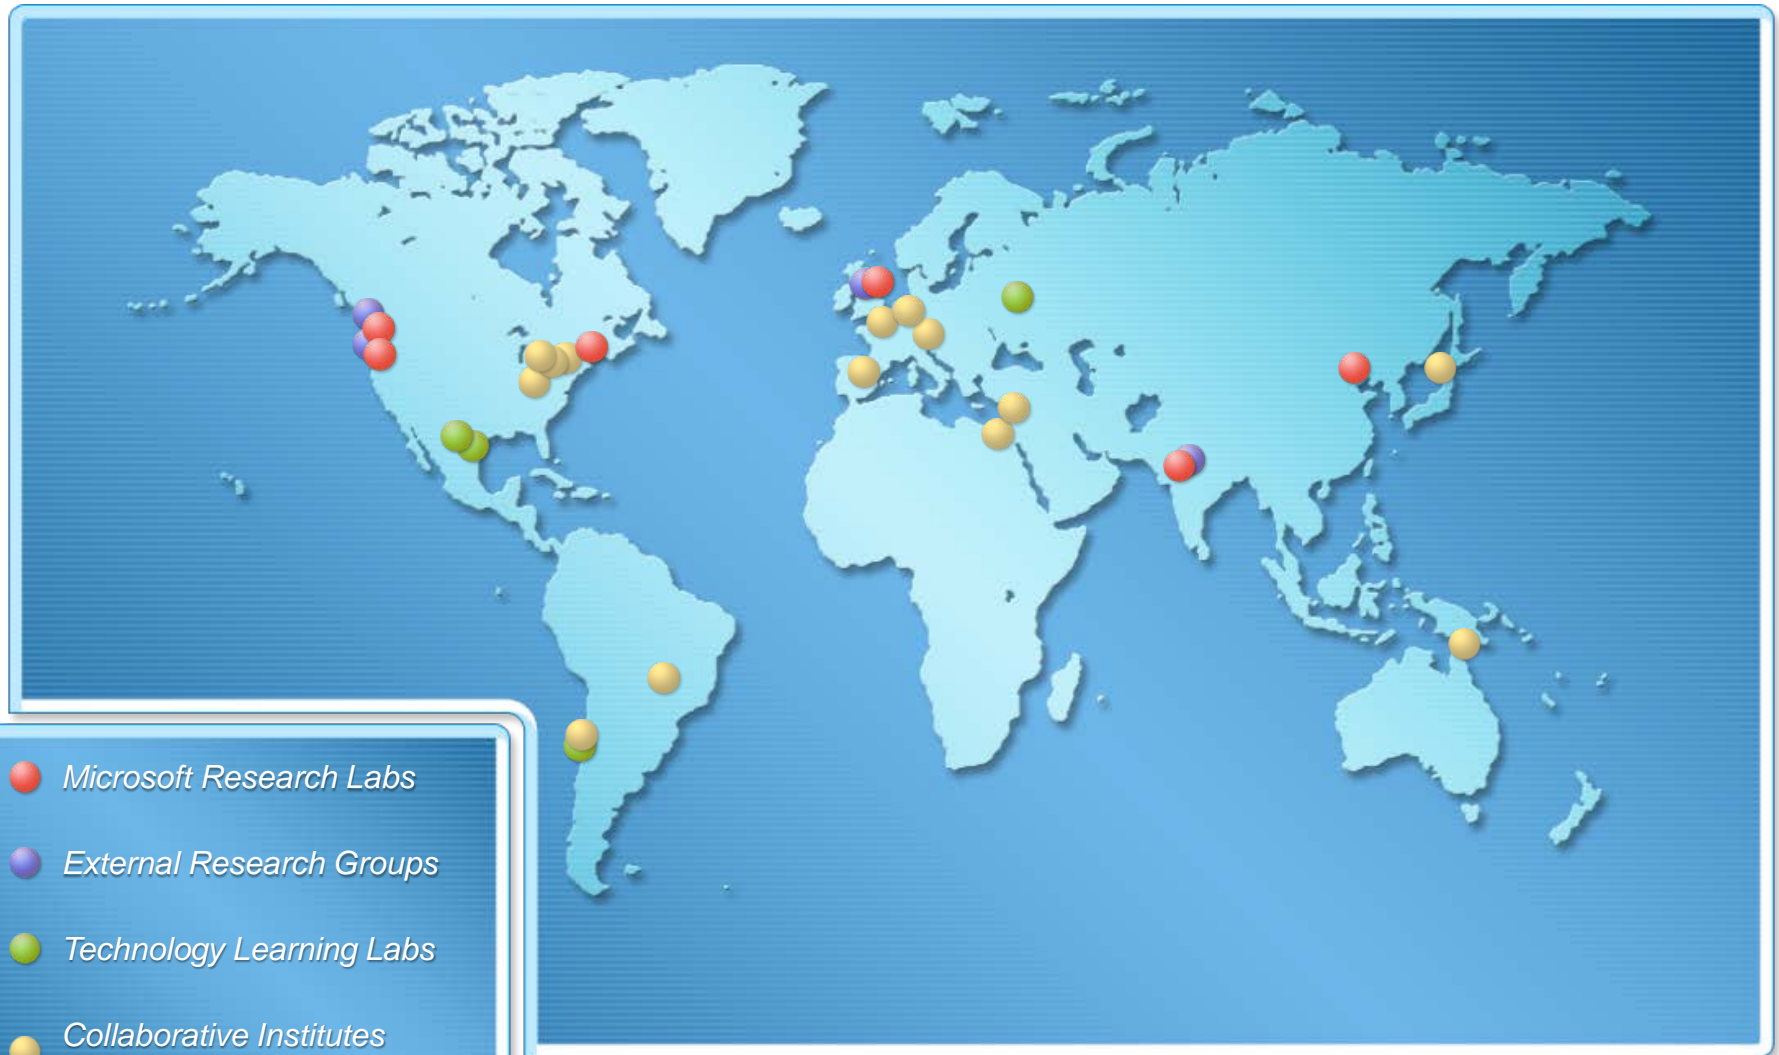 Microsoft Research Labs
External Research Groups
Technology Learning Labs
Collaborative Institutes